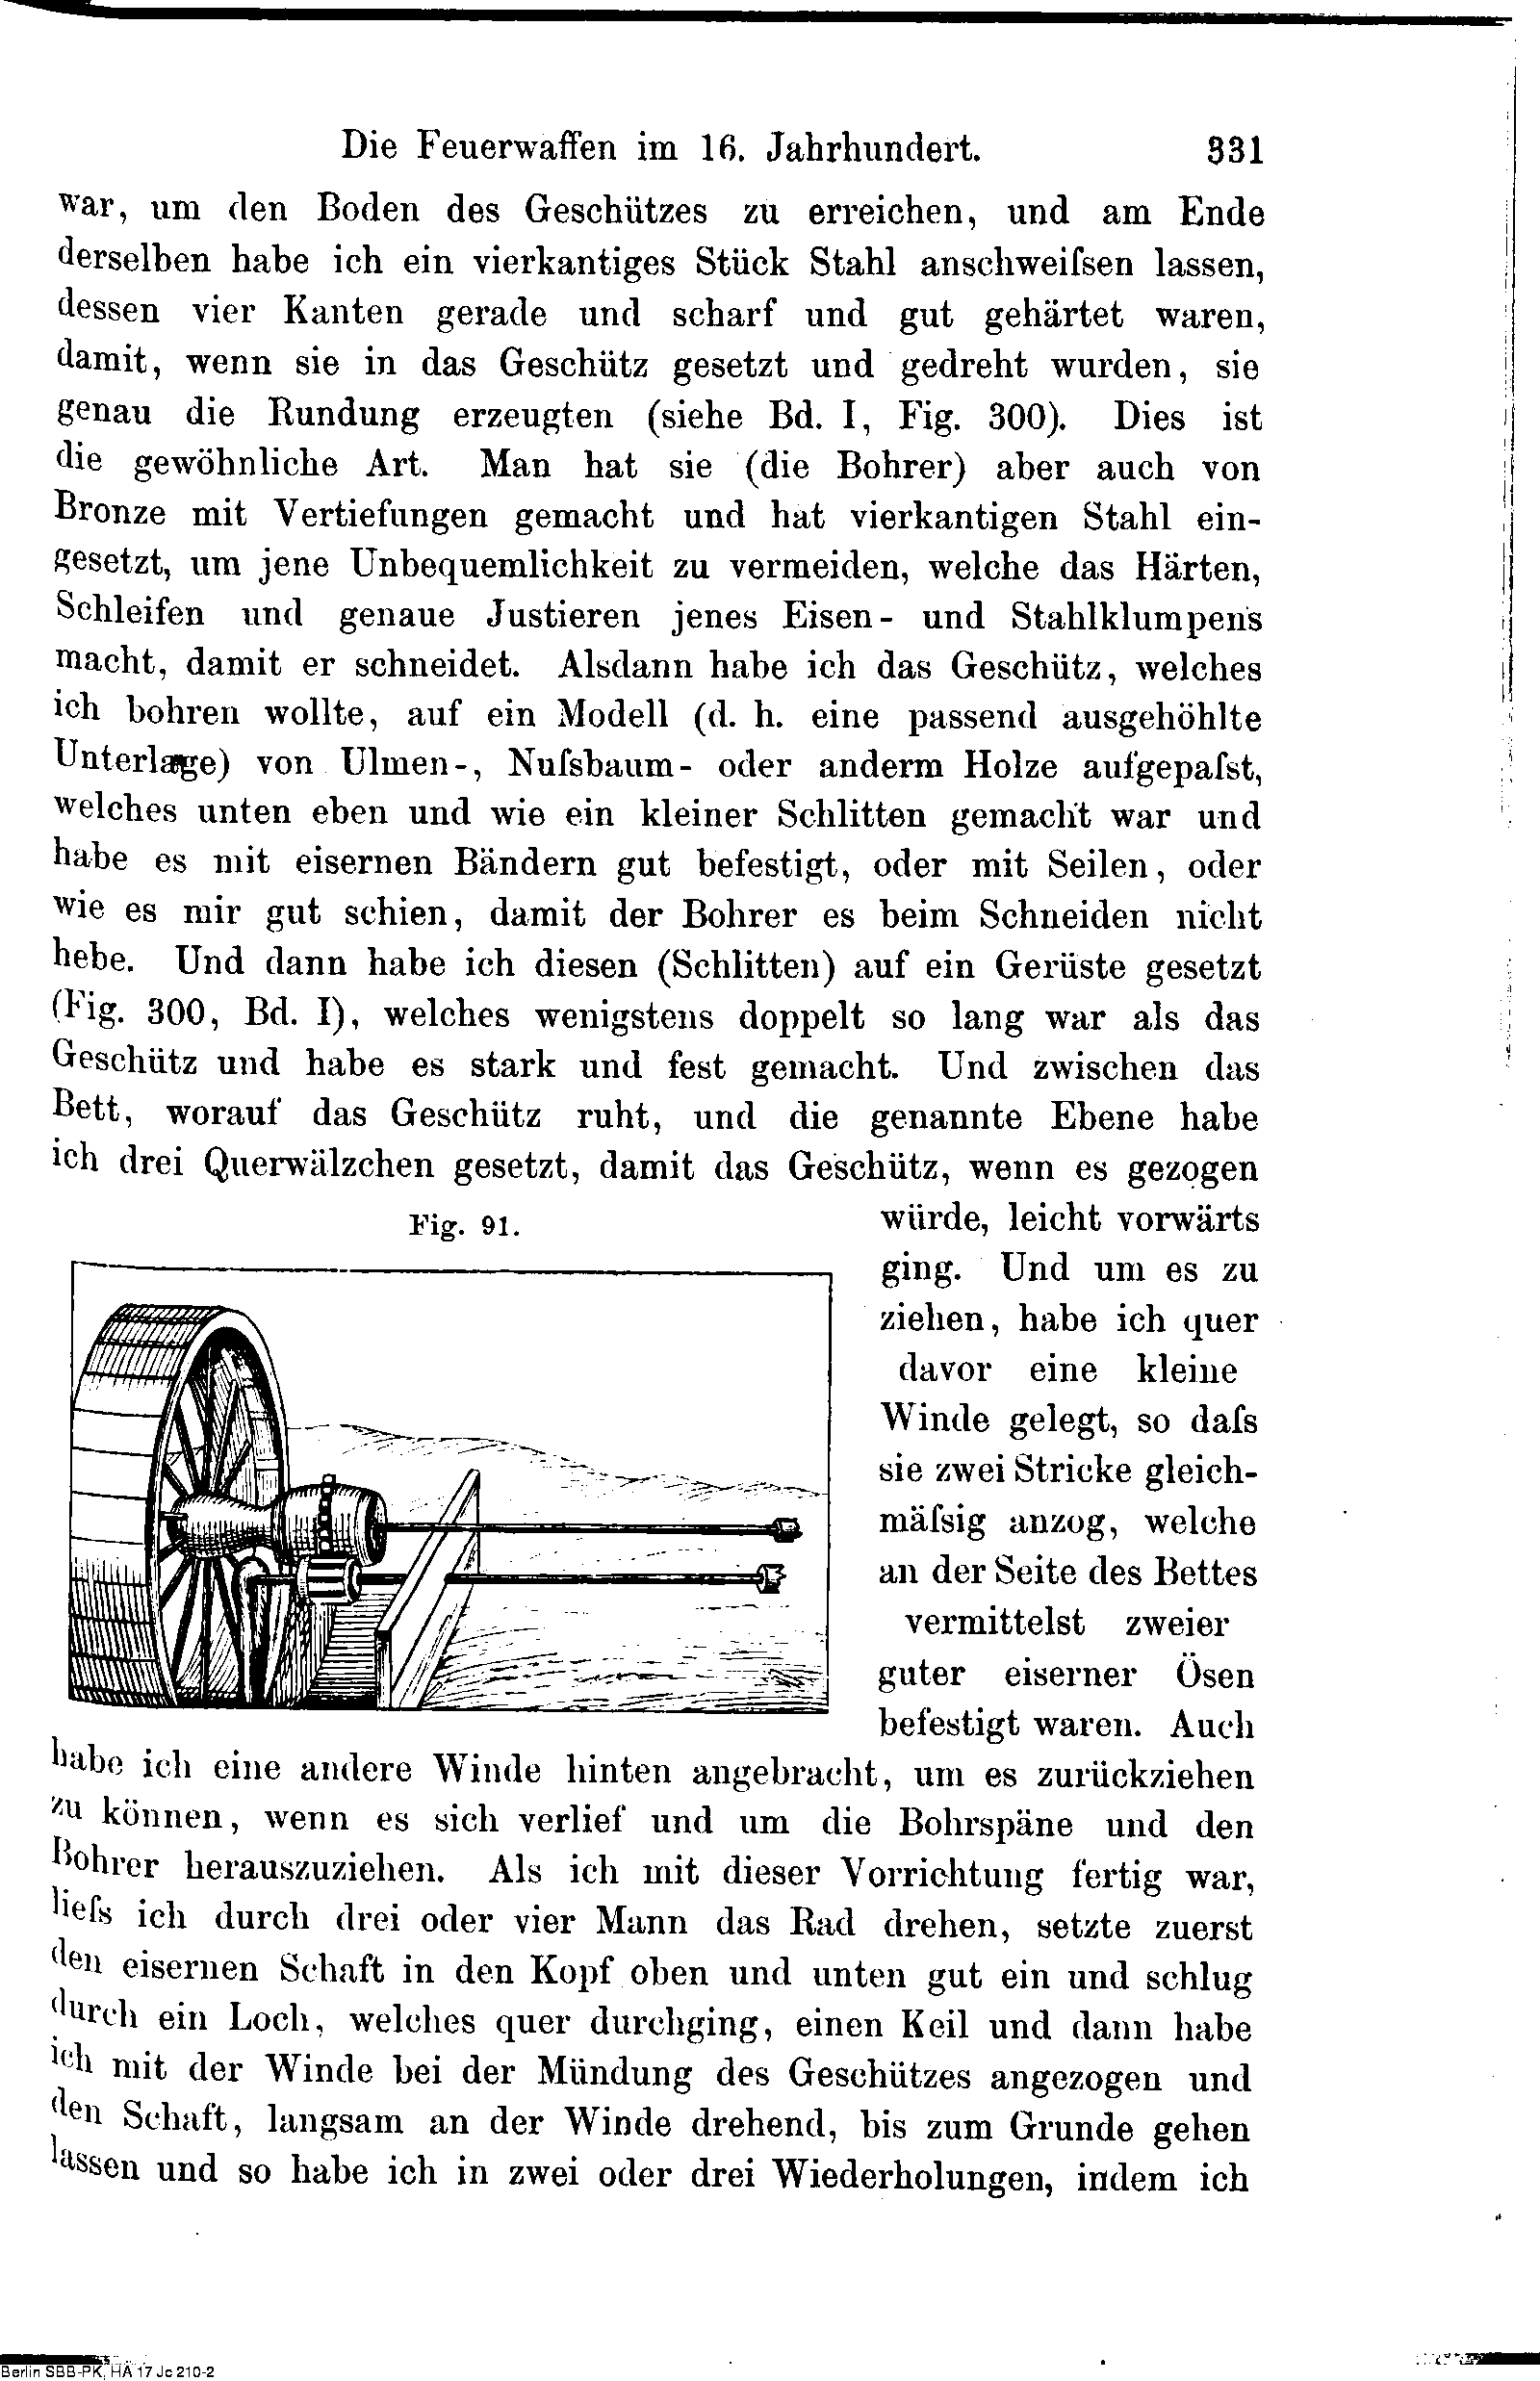 Die Feuerwaffen im 16. Jahrhundert. 331
war, um den Boden des Geschützes zu erreichen, und am Ende
derselben habe ich ein vierkantiges Stück Stahl anschweiſsen lassen,
dessen vier Kanten gerade und scharf und gut gehärtet waren,
damit, wenn sie in das Geschütz gesetzt und gedreht wurden, sie
genau die Rundung erzeugten (siehe Bd. I, Fig. 300). Dies ist
die gewöhnliche Art. Man hat sie (die Bohrer) aber auch von
Bronze mit Vertiefungen gemacht und hat vierkantigen Stahl ein-
gesetzt, um jene Unbequemlichkeit zu vermeiden, welche das Härten,
Schleifen und genaue Justieren jenes Eisen- und Stahlklumpens
macht, damit er schneidet. Alsdann habe ich das Geschütz, welches
ich bohren wollte, auf ein Modell (d. h. eine passend ausgehöhlte
Unterlage) von Ulmen-, Nuſsbaum- oder anderm Holze aufgepaſst,
welches unten eben und wie ein kleiner Schlitten gemacht war und
habe es mit eisernen Bändern gut befestigt, oder mit Seilen, oder
wie es mir gut schien, damit der Bohrer es beim Schneiden nicht
hebe. Und dann habe ich diesen (Schlitten) auf ein Gerüste gesetzt
(Fig. 300, Bd. I), welches wenigstens doppelt so lang war als das
Geschütz und habe es stark und fest gemacht. Und zwischen das
Bett, worauf das Geschütz ruht, und die genannte Ebene habe
ich drei Querwälzchen gesetzt, damit das Geschütz, wenn es gezogen
Fig. 91.
würde, leicht vorwärts
ging. Und um es zu
ziehen, habe ich quer
davor eine kleine
Winde gelegt, so daſs
sie zwei Stricke gleich-
mäſsig anzog, welche
an der Seite des Bettes
vermittelst zweier
guter eiserner Ösen
befestigt waren. Auch
habe ich eine andere Winde hinten angebracht, um es zurückziehen
zu können, wenn es sich verlief und um die Bohrspäne und den
Bohrer herauszuziehen. Als ich mit dieser Vorrichtung fertig war,
lieſs ich durch drei oder vier Mann das Rad drehen, setzte zuerst
den eisernen Schaft in den Kopf oben und unten gut ein und schlug
durch ein Loch, welches quer durchging, einen Keil und dann habe
ich mit der Winde bei der Mündung des Geschützes angezogen und
den Schaft, langsam an der Winde drehend, bis zum Grunde gehen
lassen und so habe ich in zwei oder drei Wiederholungen, indem ich
Berlin SBB-PK, HA 17 Jc 210-2